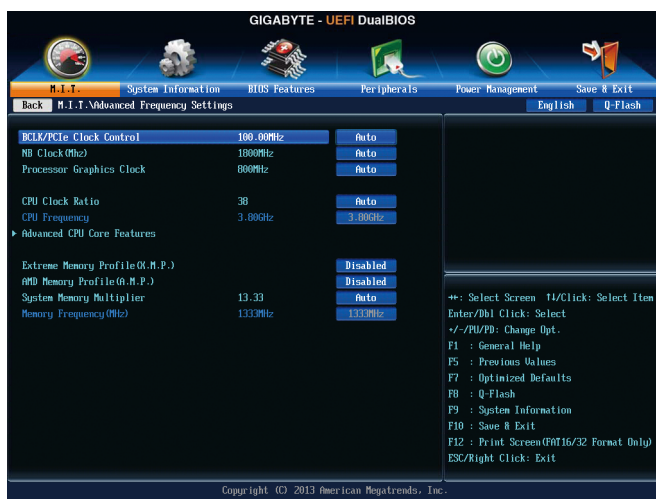 GIGABYTE - UEFI DualBIOS
M.I.T. System Information BIOS Features Peripherals Power Management Save & Exit
Back M.I.T.\Advanced Frequency Settings English Q-Flash
BCLK/PCIe Clock Control 100.00MHz Auto
NB Clock(Mhz) 1800MHz Auto
Processor Graphics Clock 800MHz Auto
CPU Clock Ratio 38 Auto
CPU Frequency 3.80GHz 3.80GHz
Advanced CPU Core Features
Extreme Memory Profile(X.M.P.) Disabled
AMD Memory Profile(A.M.P.) Disabled
System Memory Multiplier 13.33 Auto
Memory Frequency(MHz) 1333MHz 1333MHz
→←: Select Screen ↑↓/Click: Select Item
Enter/Dbl Click: Select
+/-/PU/PD: Change Opt.
F1 : General Help
F5 : Previous Values
F7 : Optimized Defaults
F8 : Q-Flash
F9 : System Information
F10 : Save & Exit
F12 : Print Screen(FAT16/32 Format Only)
ESC/Right Click: Exit
Copyright (C) 2013 American Megatrends, Inc.